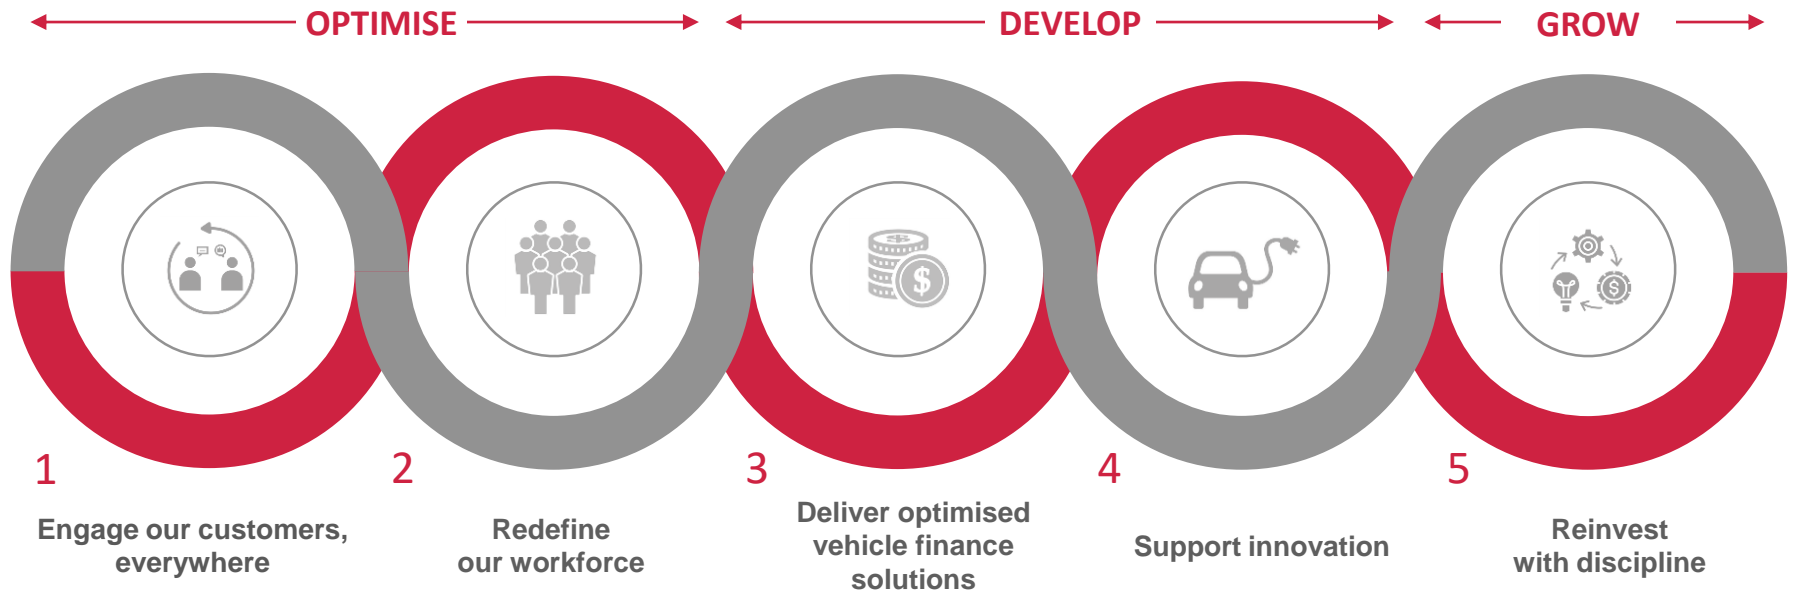 OPTIMISE
DEVELOP
GROW
1
2
3
4
5
Engage our customers,
everywhere
Redefine
our workforce
Deliver optimised
vehicle finance
solutions
Support innovation
Reinvest
with discipline
$
$
$